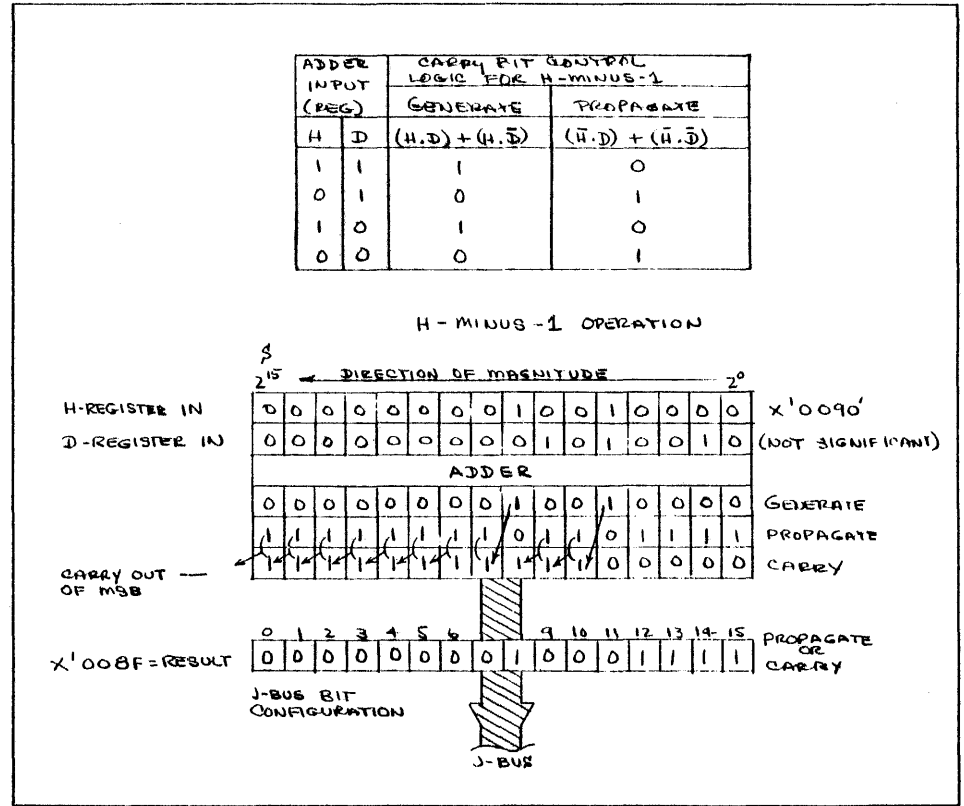 ADDER INPUT (REG)
CARRY BIT CONTROL LOGIC FOR H-MINUS-1
GENERATE PROPAGATE
H D (H.D) + (H.D̄) (H̄.D) + (H̄.D̄)
1 1 1 0
0 1 0 1
1 0 1 0
0 0 0 1
H - MINUS -1 OPERATION
S
2¹⁵ DIRECTION OF MAGNITUDE 2⁰
H-REGISTER IN 0 0 0 0 0 0 0 0 1 0 0 1 0 0 0 0 X'0090'
D-REGISTER IN 0 0 0 0 0 0 0 0 0 1 0 1 0 0 1 0 (NOT SIGNIFICANT)
ADDER
0 0 0 0 0 0 0 0 1 0 0 1 0 0 0 0 GENERATE
1 1 1 1 1 1 1 1 0 1 1 0 1 1 1 1 PROPAGATE
1 1 1 1 1 1 1 1 1 1 1 0 0 0 0 0 CARRY
CARRY OUT OF MSB
0 1 2 3 4 5 6 9 10 11 12 13 14 15 PROPAGATE OR CARRY
X'008F = RESULT 0 0 0 0 0 0 0 0 1 0 0 0 1 1 1 1
J-BUS BIT CONFIGURATION
J-BUS